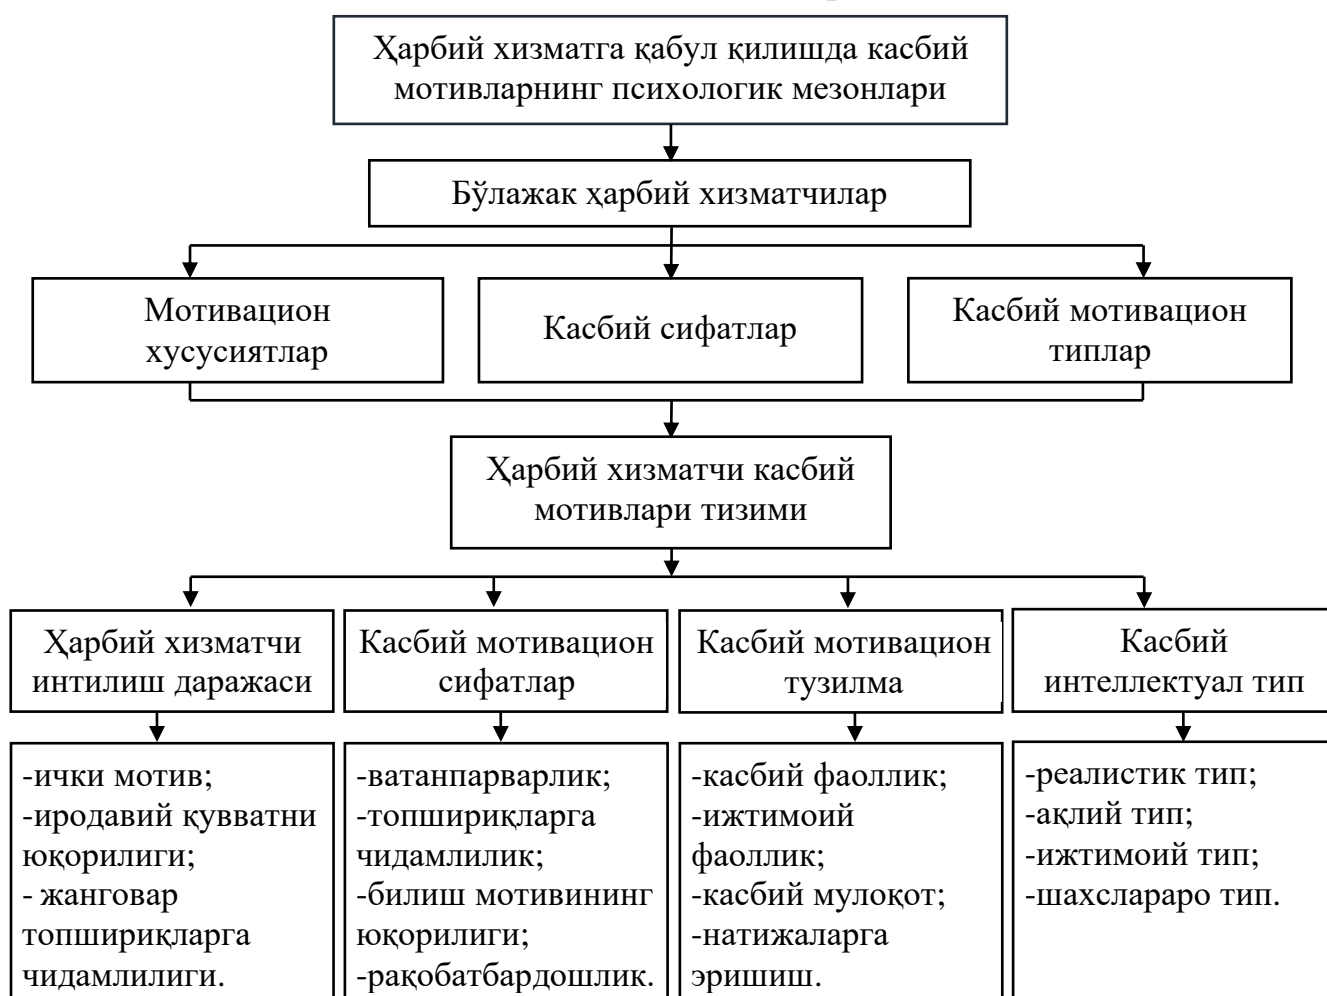 Ҳарбий хизматга қабул қилишда касбий
мотивларнинг психологик мезонлари
Бўлажак ҳарбий хизматчилар
Мотивацион
хусусиятлар
Касбий сифатлар
Касбий мотивацион
типлар
Ҳарбий хизматчи касбий
мотивлари тизими
Ҳарбий хизматчи
интилиш даражаси
Касбий мотивацион
сифатлар
Касбий мотивацион
тузилма
Касбий
интеллектуал тип
-ички мотив;
-иродавий қувватни
юқорилиги;
- жанговар
топшириқларга
чидамлилиги.
-ватанпарварлик;
-топшириқларга
чидамлилик;
-билиш мотивининг
юқорилиги;
-рақобатбардошлик.
-касбий фаоллик;
-ижтимоий
фаоллик;
-касбий мулоқот;
-натижаларга
эришиш.
-реалистик тип;
-ақлий тип;
-ижтимоий тип;
-шахслараро тип.